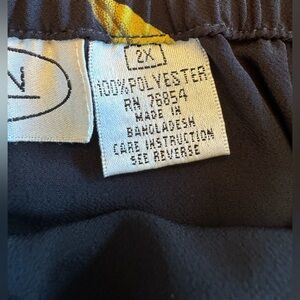 2X
100% POLYESTER
RN 76854
MADE IN
BANGLADESH
CARE INSTRUCTION
SEE REVERSE